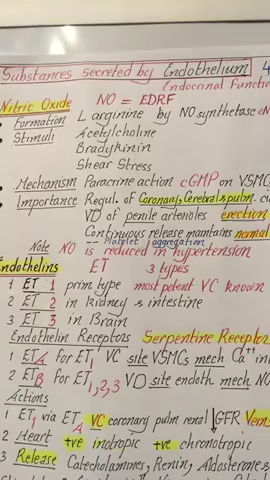 Substances secreted by Endothelium 4
Endocrinal Functio
Nitric Oxide NO = EDRF
• Formation L arginine by NO synthetase cN
• Stimuli Acetylcholine
Bradykinin
Shear Stress
• Mechanism Paracrine action cGMP on VSMC
• Importance Regul. of Coronary, Cerebral & pulm. ci
VD of penile arterioles erection
Continuous release maintains normal
-- Platelet aggregation
Note NO is reduced in hypertension
Endothelins ET 3 types
1 ET 1 prim type most potent VC known
2 ET 2 in kidney & intestine
3 ET 3 in Brain
Endothelin Receptors Serpentine Receptor
1 ETA for ET1 VC site VSMCs mech Ca++ in
2 ETB for ET1,2,3 VD site endoth mech NO
Actions
1 ET1 via ETA VC coronary pulm renal ↓GFR Veins
2 Heart +ve inotropic +ve chronotropic
3 Release Catecholamines, Renin, Aldosterone &